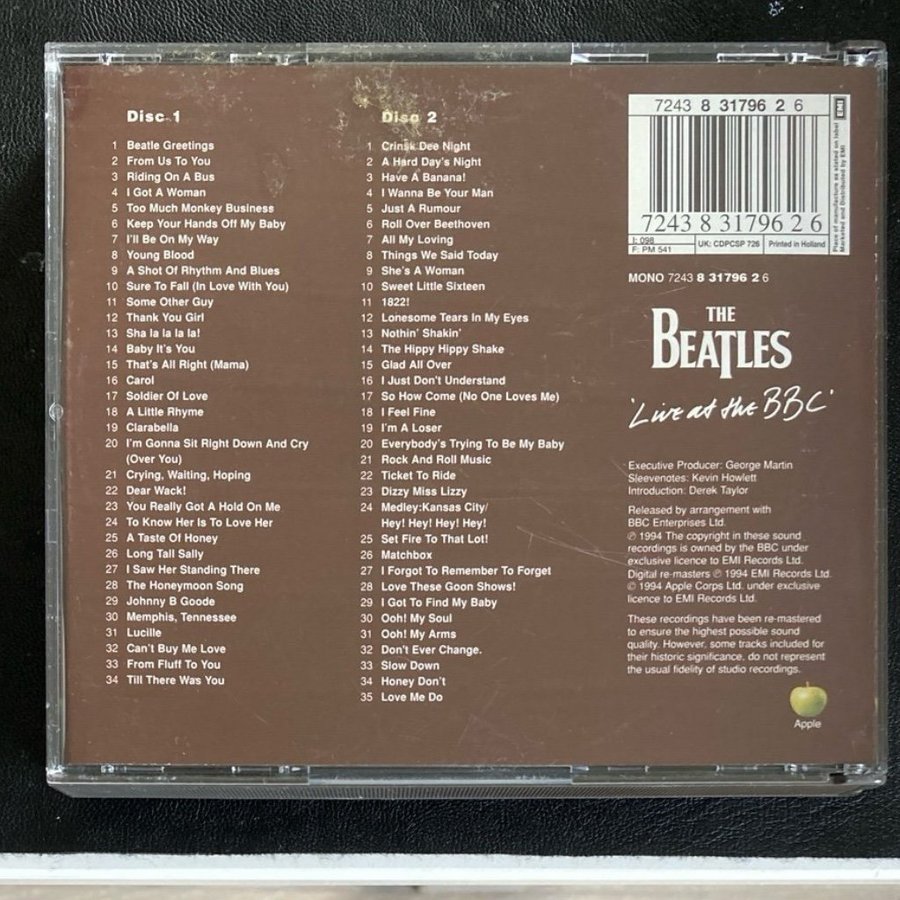 Disc 1
1 Beatle Greetings
2 From Us To You
3 Riding On A Bus
4 I Got A Woman
5 Too Much Monkey Business
6 Keep Your Hands Off My Baby
7 I'll Be On My Way
8 Young Blood
9 A Shot Of Rhythm And Blues
10 Sure To Fall (In Love With You)
11 Some Other Guy
12 Thank You Girl
13 Sha la la la la!
14 Baby It's You
15 That's All Right (Mama)
16 Carol
17 Soldier Of Love
18 A Little Rhyme
19 Clarabella
20 I'm Gonna Sit Right Down And Cry
(Over You)
21 Crying, Waiting, Hoping
22 Dear Wack!
23 You Really Got A Hold On Me
24 To Know Her Is To Love Her
25 A Taste Of Honey
26 Long Tall Sally
27 I Saw Her Standing There
28 The Honeymoon Song
29 Johnny B Goode
30 Memphis, Tennessee
31 Lucille
32 Can't Buy Me Love
33 From Fluff To You
34 Till There Was You
Disc 2
1 Crinsk Dee Night
2 A Hard Day's Night
3 Have A Banana!
4 I Wanna Be Your Man
5 Just A Rumour
6 Roll Over Beethoven
7 All My Loving
8 Things We Said Today
9 She's A Woman
10 Sweet Little Sixteen
11 1822!
12 Lonesome Tears In My Eyes
13 Nothin' Shakin'
14 The Hippy Hippy Shake
15 Glad All Over
16 I Just Don't Understand
17 So How Come (No One Loves Me)
18 I Feel Fine
19 I'm A Loser
20 Everybody's Trying To Be My Baby
21 Rock And Roll Music
22 Ticket To Ride
23 Dizzy Miss Lizzy
24 Medley:Kansas City/
Hey! Hey! Hey! Hey!
25 Set Fire To That Lot!
26 Matchbox
27 I Forgot To Remember To Forget
28 Love These Goon Shows!
29 I Got To Find My Baby
30 Ooh! My Soul
31 Ooh! My Arms
32 Don't Ever Change.
33 Slow Down
34 Honey Don't
35 Love Me Do
7243 8 31796 2 6
EMI
Place of manufacture as stated on label
Marketed and Distributed by EMI
7243 8 31796 2 6
I: 098
F: PM 541
UK: CDPCSP 726
Printed in Holland
MONO 7243 8 31796 2 6
THE
BEATLES
'Live at the BBC'
Executive Producer: George Martin
Sleevenotes: Kevin Howlett
Introduction: Derek Taylor
Released by arrangement with
BBC Enterprises Ltd.
℗ 1994 The copyright in these sound
recordings is owned by the BBC under
exclusive licence to EMI Records Ltd.
Digital re-masters ℗ 1994 EMI Records Ltd.
© 1994 Apple Corps Ltd. under exclusive
licence to EMI Records Ltd.
These recordings have been re-mastered
to ensure the highest possible sound
quality. However, some tracks included for
their historic significance, do not represent
the usual fidelity of studio recordings.
Apple